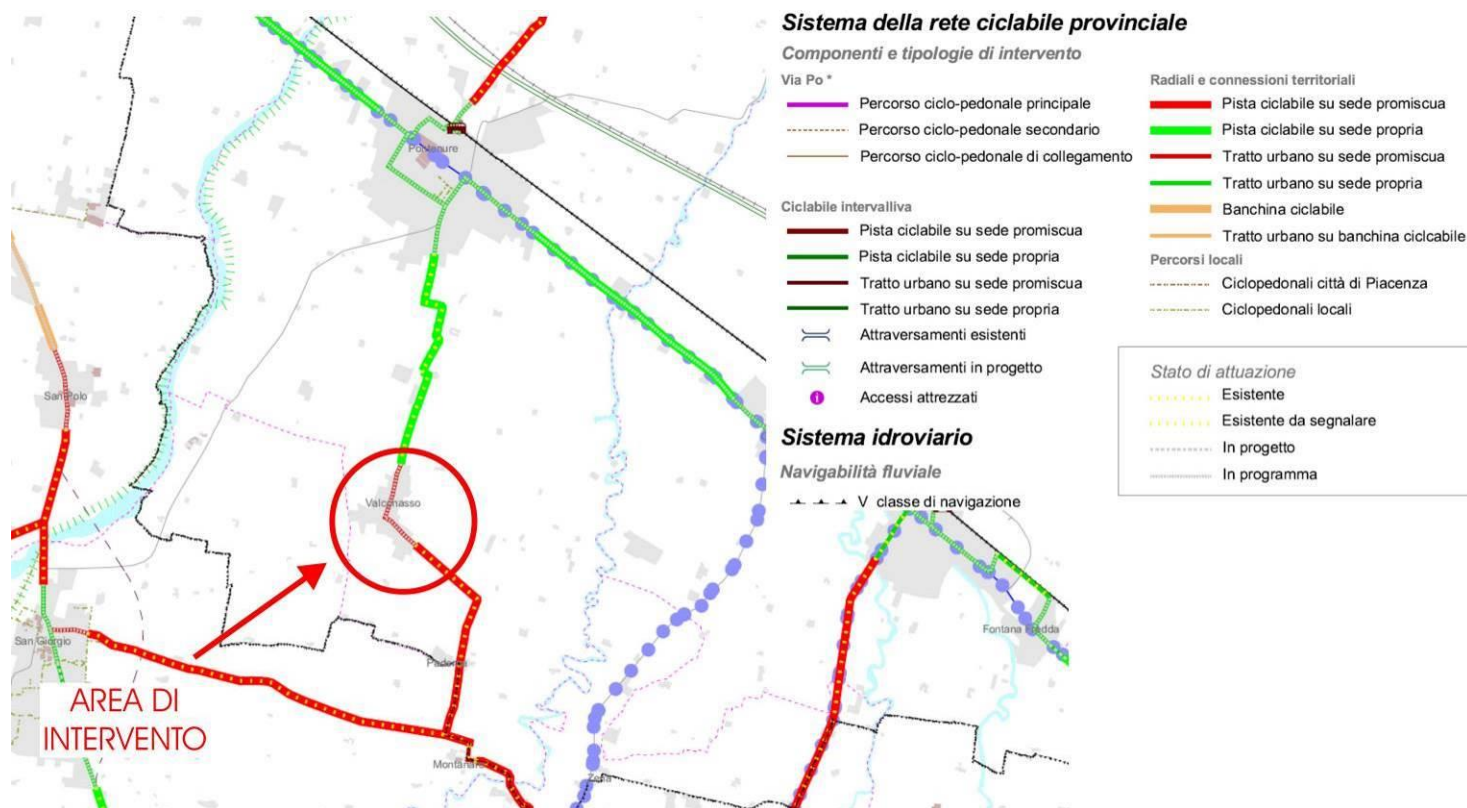 Sistema della rete ciclabile provinciale
Componenti e tipologie di intervento
Via Po *
Percorso ciclo-pedonale principale
Percorso ciclo-pedonale secondario
Percorso ciclo-pedonale di collegamento
Ciclabile intervalliva
Pista ciclabile su sede promiscua
Pista ciclabile su sede propria
Tratto urbano su sede promiscua
Tratto urbano su sede propria
Attraversamenti esistenti
Attraversamenti in progetto
Accessi attrezzati
Sistema idroviario
Navigabilità fluviale
V classe di navigazione
Radiali e connessioni territoriali
Pista ciclabile su sede promiscua
Pista ciclabile su sede propria
Tratto urbano su sede promiscua
Tratto urbano su sede propria
Banchina ciclabile
Tratto urbano su banchina ciclcabile
Percorsi locali
Ciclopedonali città di Piacenza
Ciclopedonali locali
Stato di attuazione
Esistente
Esistente da segnalare
In progetto
In programma
Pontenure
San Polo
Valconasso
San Giorgio
Paderna
Montanaro
Zena
Fontana Fredda
AREA DI
INTERVENTO